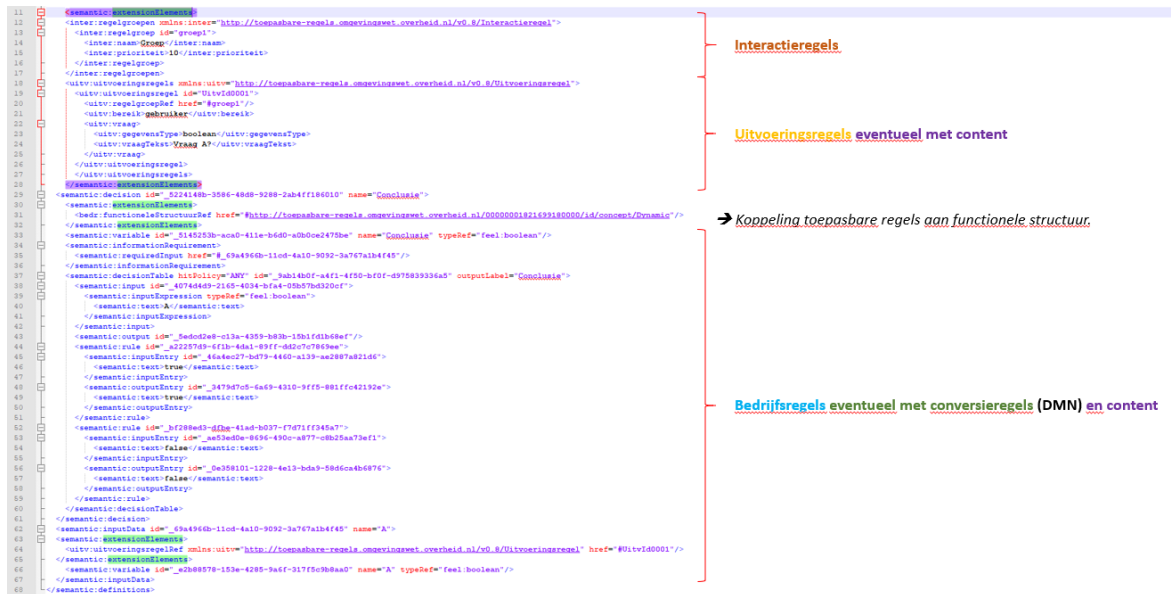 11 <semantic:extensionElements>
12 <inter:regelgroepen xmlns:inter="http://toepasbare-regels.omgevingswet.overheid.nl/v0.8/Interactieregel">
13 <inter:regelgroep id="groep1">
14 <inter:naam>Groep</inter:naam>
15 <inter:prioriteit>10</inter:prioriteit>
16 </inter:regelgroep>
17 </inter:regelgroepen>
Interactieregels
18 <uitv:uitvoeringsregels xmlns:uitv="http://toepasbare-regels.omgevingswet.overheid.nl/v0.8/Uitvoeringsregel">
19 <uitv:uitvoeringsregel id="UitvId0001">
20 <uitv:regelgroepRef href="#groep1"/>
21 <uitv:bereik>gebruiker</uitv:bereik>
22 <uitv:vraag>
23 <uitv:gegevensType>boolean</uitv:gegevensType>
24 <uitv:vraagTekst>Vraag A?</uitv:vraagTekst>
25 </uitv:vraag>
26 </uitv:uitvoeringsregel>
27 </uitv:uitvoeringsregels>
28 </semantic:extensionElements>
Uitvoeringsregels eventueel met content
29 <semantic:decision id="_5224148b-3586-48d8-9288-2ab4ff186010" name="Conclusie">
30 <semantic:extensionElements>
31 <bedr:functioneleStructuurRef href="#http://toepasbare-regels.omgevingswet.overheid.nl/00000001821699180000/id/concept/Dynamic"/>
32 </semantic:extensionElements>
➔ Koppeling toepasbare regels aan functionele structuur.
33 <semantic:variable id="_5145253b-aca0-411e-b6d0-a0b0ce2475be" name="Conclusie" typeRef="feel:boolean"/>
34 <semantic:informationRequirement>
35 <semantic:requiredInput href="#_69a4966b-11cd-4a10-9092-3a767a1b4f45"/>
36 </semantic:informationRequirement>
37 <semantic:decisionTable hitPolicy="ANY" id="_9ab14b0f-a4f1-4f50-bf0f-d975839336a5" outputLabel="Conclusie">
38 <semantic:input id="_4074d4d9-2165-4034-bfa4-05b57bd320cf">
39 <semantic:inputExpression typeRef="feel:boolean">
40 <semantic:text>A</semantic:text>
41 </semantic:inputExpression>
42 </semantic:input>
43 <semantic:output id="_5edcd2e8-c13a-4359-b83b-15b1fd1b68ef"/>
44 <semantic:rule id="_a22257d9-6f1b-4da1-89ff-dd2c7c7869ee">
45 <semantic:inputEntry id="_46a4ec27-bd79-4460-a139-ae2887a821d6">
46 <semantic:text>true</semantic:text>
47 </semantic:inputEntry>
48 <semantic:outputEntry id="_3479d7c5-6a69-4310-9ff5-881ffc42192e">
49 <semantic:text>true</semantic:text>
50 </semantic:outputEntry>
51 </semantic:rule>
52 <semantic:rule id="_bf288ed3-dfbe-41ad-b037-f7d71ff345a7">
53 <semantic:inputEntry id="_ae53ed0e-8696-490c-a877-c8b25aa73ef1">
54 <semantic:text>false</semantic:text>
55 </semantic:inputEntry>
56 <semantic:outputEntry id="_0e358101-1228-4e13-bda9-58d6ca4b6876">
57 <semantic:text>false</semantic:text>
58 </semantic:outputEntry>
59 </semantic:rule>
60 </semantic:decisionTable>
61 </semantic:decision>
62 <semantic:inputData id="_69a4966b-11cd-4a10-9092-3a767a1b4f45" name="A">
63 <semantic:extensionElements>
64 <uitv:uitvoeringsregelRef xmlns:uitv="http://toepasbare-regels.omgevingswet.overheid.nl/v0.8/Uitvoeringsregel" href="#UitvId0001"/>
65 </semantic:extensionElements>
66 <semantic:variable id="_e2b88578-153e-4285-9a6f-317f5c9b8aa0" name="A" typeRef="feel:boolean"/>
67 </semantic:inputData>
68 </semantic:definitions>
Bedrijfsregels eventueel met conversieregels (DMN) en content